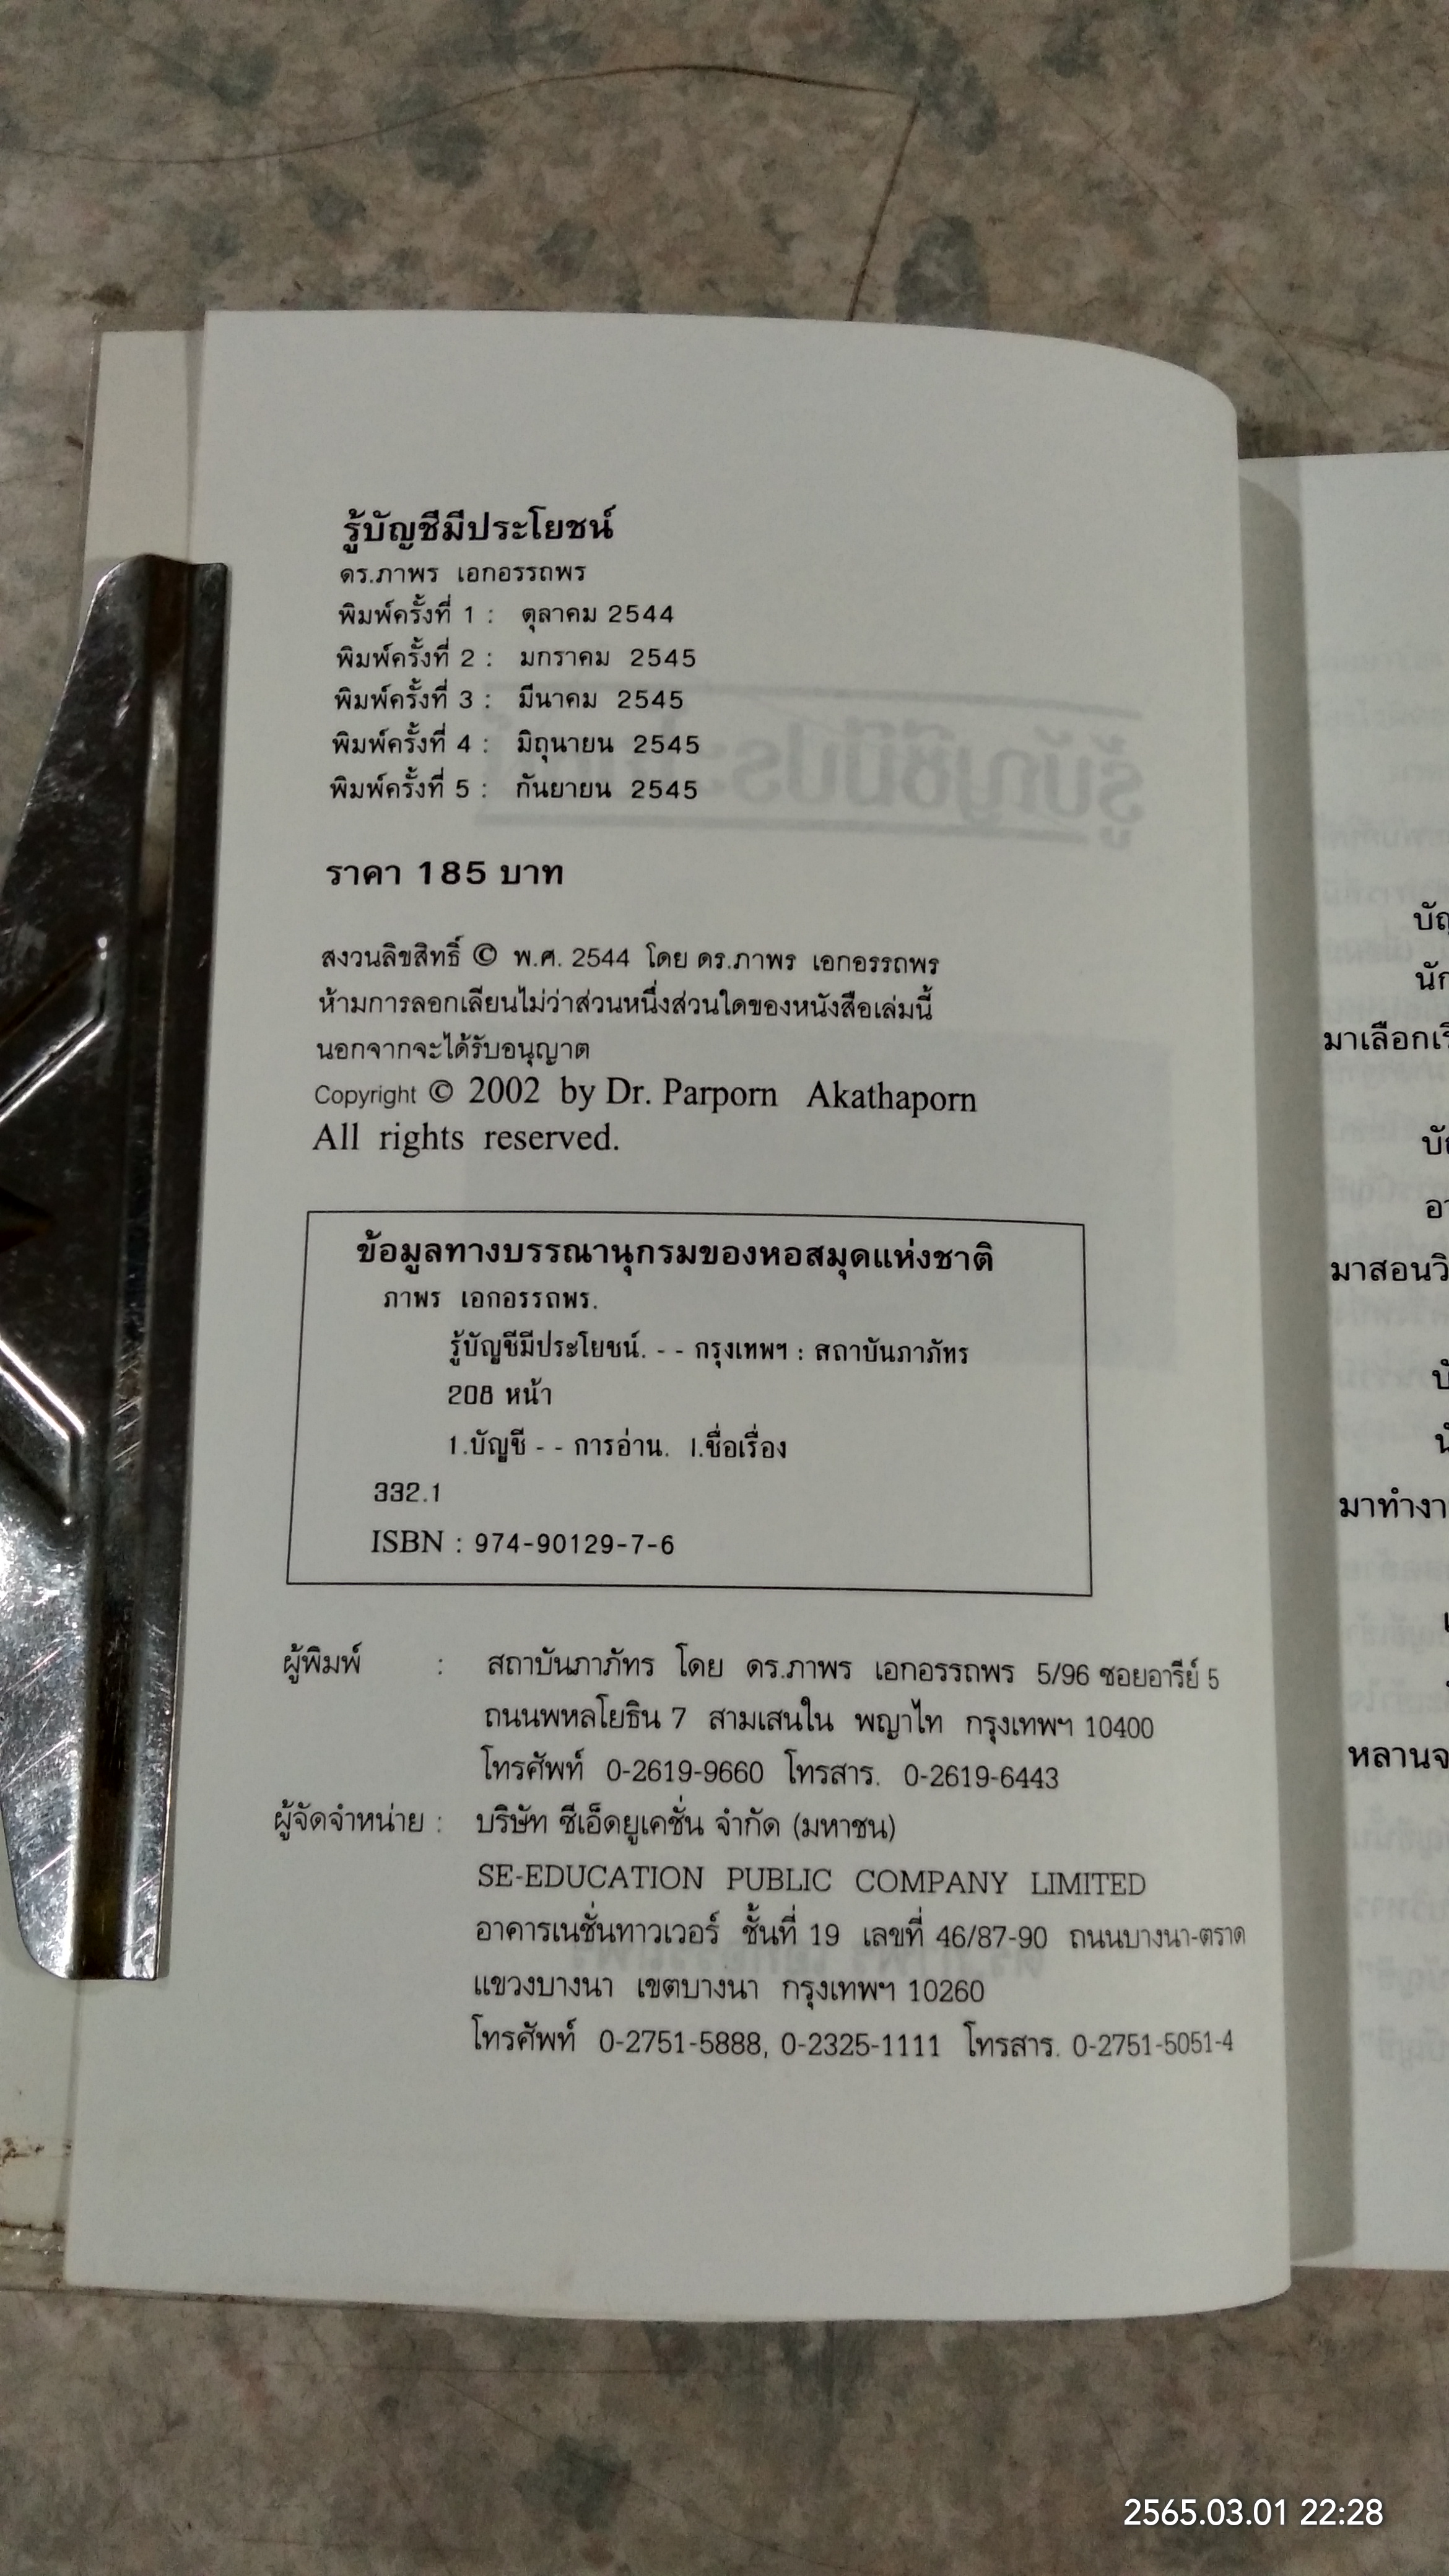 รู้บัญชีมีประโยชน์
ดร.ภาพร เอกอรรถพร
พิมพ์ครั้งที่ 1 : ตุลาคม 2544
พิมพ์ครั้งที่ 2 : มกราคม 2545
พิมพ์ครั้งที่ 3 : มีนาคม 2545
พิมพ์ครั้งที่ 4 : มิถุนายน 2545
พิมพ์ครั้งที่ 5 : กันยายน 2545
ราคา 185 บาท
สงวนลิขสิทธิ์ © พ.ศ. 2544 โดย ดร.ภาพร เอกอรรถพร
ห้ามการลอกเลียนไม่ว่าส่วนหนึ่งส่วนใดของหนังสือเล่มนี้
นอกจากจะได้รับอนุญาต
Copyright © 2002 by Dr. Parporn Akathaporn
All rights reserved.
ข้อมูลทางบรรณานุกรมของหอสมุดแห่งชาติ
ภาพร เอกอรรถพร.
รู้บัญชีมีประโยชน์. - - กรุงเทพฯ : สถาบันภาภัทร
208 หน้า
1.บัญชี - - การอ่าน. I.ชื่อเรื่อง
332.1
ISBN : 974-90129-7-6
ผู้พิมพ์ : สถาบันภาภัทร โดย ดร.ภาพร เอกอรรถพร 5/96 ซอยอารีย์ 5
ถนนพหลโยธิน 7 สามเสนใน พญาไท กรุงเทพฯ 10400
โทรศัพท์ 0-2619-9660 โทรสาร. 0-2619-6443
ผู้จัดจำหน่าย : บริษัท ซีเอ็ดยูเคชั่น จำกัด (มหาชน)
SE-EDUCATION PUBLIC COMPANY LIMITED
อาคารเนชั่นทาวเวอร์ ชั้นที่ 19 เลขที่ 46/87-90 ถนนบางนา-ตราด
แขวงบางนา เขตบางนา กรุงเทพฯ 10260
โทรศัพท์ 0-2751-5888, 0-2325-1111 โทรสาร. 0-2751-5051-4
มาเลือกเ
มาสอนวิ
มาทำงา
หลานจ
2565.03.01 22:28